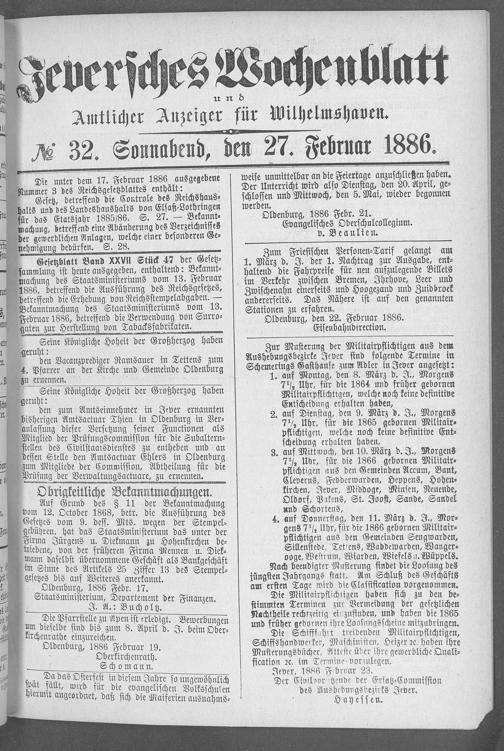 Jeversches Wochenblatt
und
Amtlicher Anzeiger für Wilhelmshaven.
№ 32. Sonnabend, den 27. Februar 1886.
Die unter dem 17. Februar 1886 ausgegebene
Nummer 3 des Reichsgesetzblattes enthält:
Gesetz, betreffend die Controle des Reichshaus-
halts und des Landeshaushalts von Elsaß-Lothringen
für das Etatsjahr 1885/86. S. 27. — Bekannt-
machung, betreffend eine Abänderung des Verzeichnisses
der gewerblichen Anlagen, welche einer besonderen Ge-
nehmigung bedürfen. S. 28.
Gesetzblatt Band XXVII Stück 47 der Gesetz-
sammlung ist heute ausgegeben, enthaltend:
Bekanntmachung des Staatsministeriums vom 13. Februar
1886, betreffend die Ausführung des Reichsgesetzes,
betreffend die Erhebung von Reichsstempelabgaben. —
Bekanntmachung des Staatsministeriums vom 13.
Februar 1886, betreffend die Verwendung von Surro-
gaten zur Herstellung von Tabacksfabrikaten.
Seine Königliche Hoheit der Großherzog haben
geruht:
den Vacanzprediger Ramsauer in Tettens zum
4. Pfarrer an der Kirche und Gemeinde Oldenburg
zu ernennen.
Seine Königliche Hoheit der Großherzog haben
geruht:
den zum Amtseinnehmer in Jever ernannten
bisherigen Amtsactuar Thien in Oldenburg in Ver-
anlassung dieser Versetzung seiner Functionen als
Mitglied der Prüfungscommission für die Subaltern-
stellen des Civilstaatsdienstes zu entheben und an
dessen Stelle den Amtsactuar Ehlers Oldenburg zum
Mitgliede der Commission, Abtheilung für die
Prüfung der Verwaltungsactuare, zu ernennen.
Obrigkeitliche Bekanntmachungen.
Auf Grund des § 11 der Bekanntmachung
vom 12. October 1868, betr. die Ausführung des
Gesetzes vom 9. dess. Mts. wegen der Stempel-
gebühren, hat das Staatsministerium das unter der
Firma Jürgens u. Diekmann zu Hohenkirchen be-
triebene, von der früheren Firma Mennen u. Diek-
mann daselbst übernommene Geschäft als Bankgeschäft
im Sinne des Artikels 25 Ziffer 13 des Stempel-
gesetzes bis auf Weiteres anerkannt.
Oldenburg, 1886 Febr. 17.
Staatsministerium, Departement der Finanzen.
J. A.: Bucholtz.
Die Pfarrstelle zu Apen ist erledigt. Bewerbungen
um dieselbe sind bis zum 8. April d. J. beim Ober-
kirchenrathe einzureichen.
Oldenburg, 1886 Februar 19.
Oberkirchenrath.
Schomann.
Da das Osterfest in diesem Jahre so ungewöhnlich
spät fällt, wird für die evangelischen Volksschulen
hiermit angeordnet, daß sich die Maiferien ausnahms-
weise unmittelbar an die Feiertage anzuschließen haben.
Der Unterricht wird also Dienstag, den 20. April, ge-
schlossen und Mittwoch, den 5. Mai, wieder begonnen
werden.
Oldenburg, 1886 Febr. 21.
Evangelisches Oberschulcollegium.
v. Beaulieu.
Zum Friesischen Personen-Tarif gelangt am
1. März d. J. der 1. Nachtrag zur Ausgabe, ent-
haltend die Fahrpreise für neu aufzulegende Billets
im Verkehr zwischen Bremen, Ihrhove, Leer und
Zwischenahn einerseits und Hoogezand und Zuidbroek
andererseits. Das Nähere ist auf den genannten
Stationen zu erfahren.
Oldenburg, den 22. Februar 1886.
Eisenbahndirection.
Zur Musterung der Militairpflichtigen aus dem
Aushebungsbezirke Jever sind folgende Termine in
Schemerings Gasthause zum Adler in Jever angesetzt:
1. auf Montag, den 8. März d. J., Morgens
7½ Uhr, für die 1864 und früher gebornen
Militairpflichtigen, welche noch keine definitive
Entscheidung erhalten haben,
2. auf Dienstag, den 9. März d. J., Morgens
7½ Uhr, für die 1865 gebornen Militair-
pflichtigen, welche noch keine definitive Ent-
scheidung erhalten haben.
3. auf Mittwoch, den 10. März d. J., Morgens
7½ Uhr, für die 1866 gebornen Militair-
pflichtigen aus den Gemeinden Accum, Bant,
Cleverns, Fedderwarden, Heppens, Hohen-
kirchen, Jever, Middoge, Minsen, Neuende,
Oldorf, Pakens, St. Joost, Sande, Sandel
und Schortens,
4. auf Donnerstag, den 11. März d. J., Mor-
gens 7½ Uhr, für die 1866 gebornen Militair-
pflichtigen aus den Gemeinden Sengwarden,
Sillenstede, Tettens, Waddewarden, Wanger-
ooge, Westrum, Wiarden, Wiefels u. Wüppels.
Nach beendigter Musterung findet die Loosung des
jüngsten Jahrgangs statt. Am Schluß des Geschäfts
am ersten Tage wird die Classification vorgenommen.
Die Militairpflichtigen haben sich zu den be-
stimmten Terminen zur Vermeidung der gesetzlichen
Nachtheile rechtzeitig einzufinden, und haben die 1865
und früher gebornen ihre Loosungsscheine mitzubringen.
Die Schifffahrt treibenden Militairpflichtigen,
Schiffshandwerker, Maschinisten, Heizer 2c. haben ihre
Musterungsbücher, Atteste über ihre gewerbliche Quali-
fication 2c. im Termine vorzulegen.
Jever, 1886 Februar 23.
Der Civilvorsitzende der Ersatz-Commission
des Aushebungsbezirks Jever.
Hayessen.